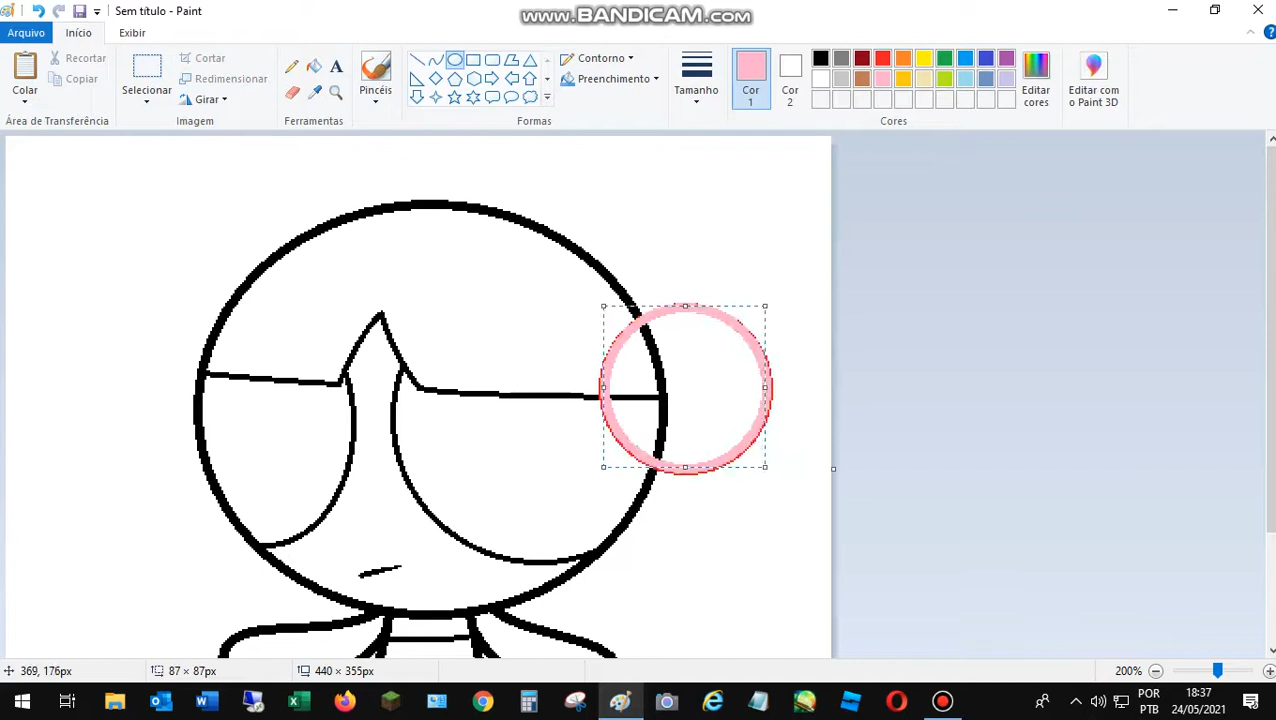 Sem título - Paint
www.BANDICAM.com
Arquivo Início Exibir
Colar
Recortar
Copiar
Área de Transferência
Selecionar
Cortar
Redimensionar
Girar
Imagem
A
Ferramentas
Pincéis
Contorno
Preenchimento
Formas
Tamanho
Cor 1
Cor 2
Cores
Editar cores
Editar com o Paint 3D
369, 176px
87 × 87px
440 × 355px
200%
POR
PTB
18:37
24/05/2021